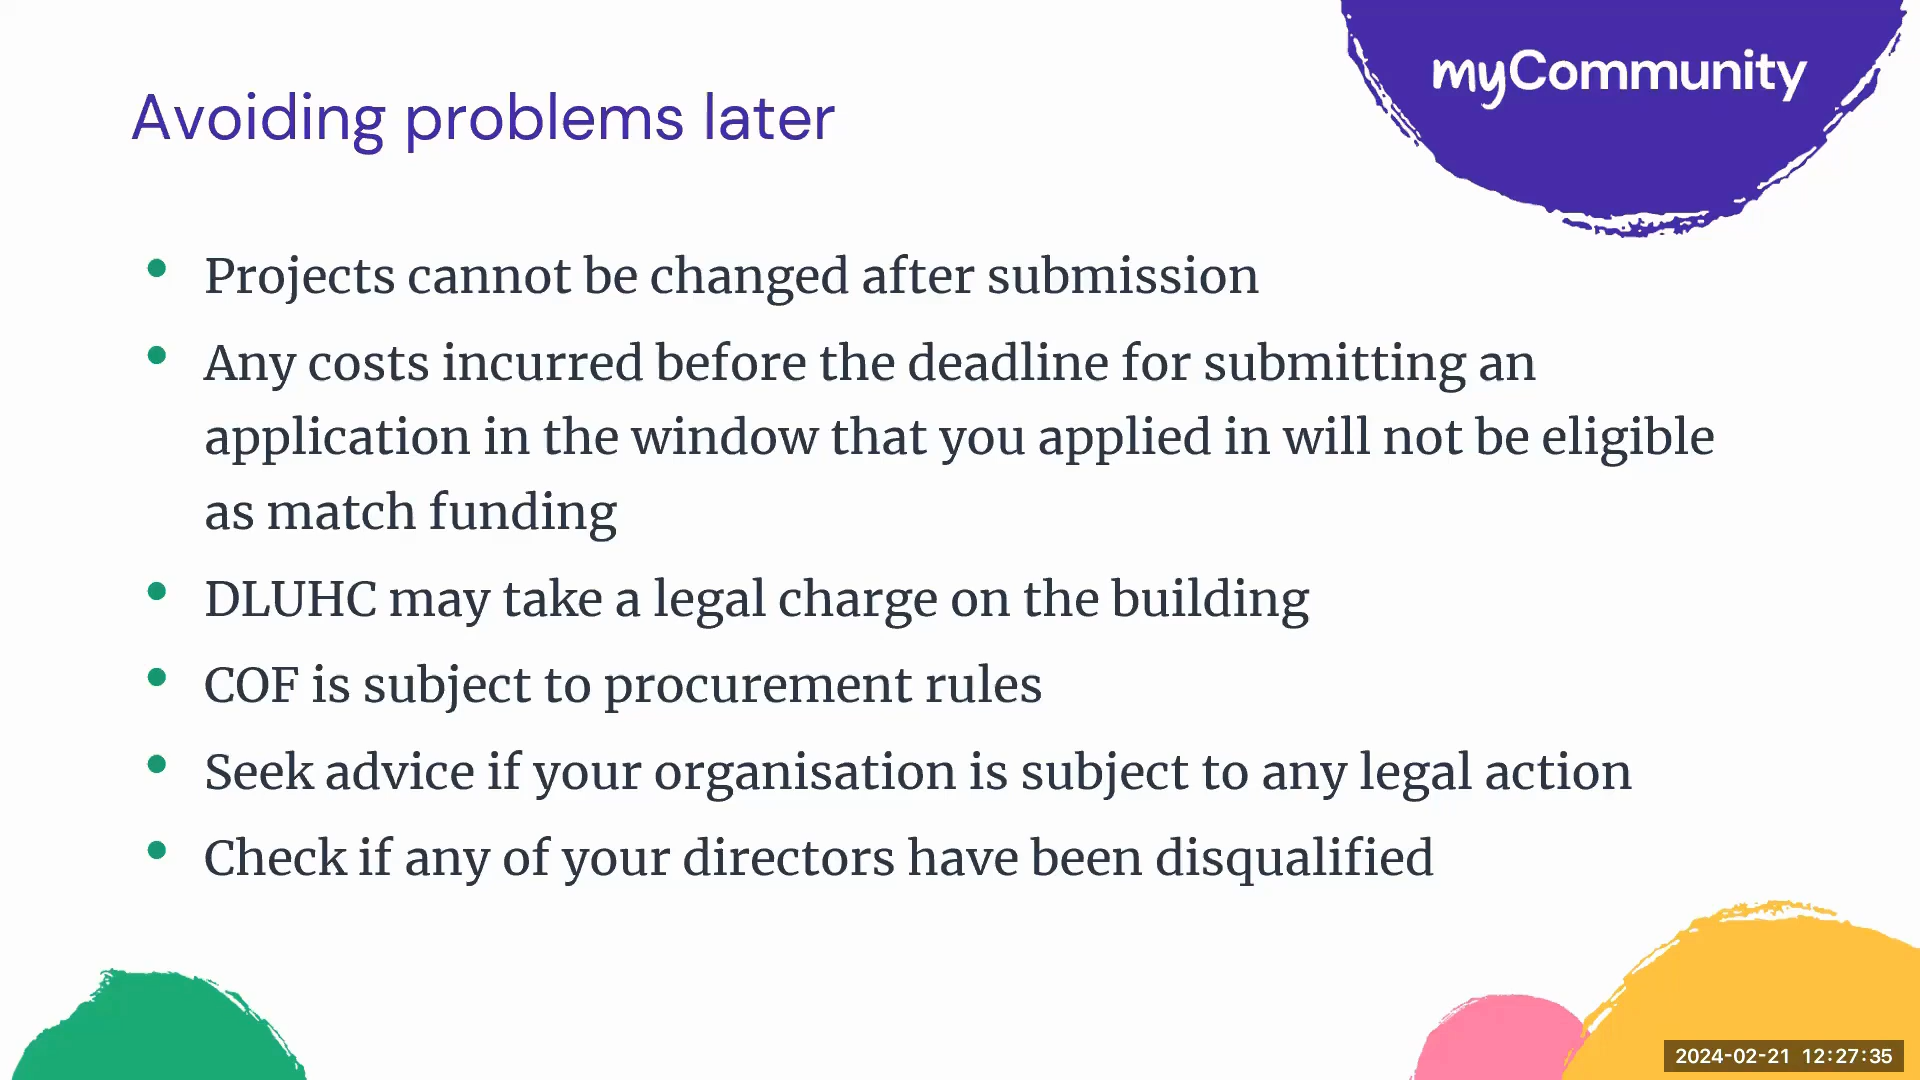 myCommunity
Avoiding problems later
• Projects cannot be changed after submission
• Any costs incurred before the deadline for submitting an
application in the window that you applied in will not be eligible
as match funding
• DLUHC may take a legal charge on the building
• COF is subject to procurement rules
• Seek advice if your organisation is subject to any legal action
• Check if any of your directors have been disqualified
2024-02-21 12:27:35